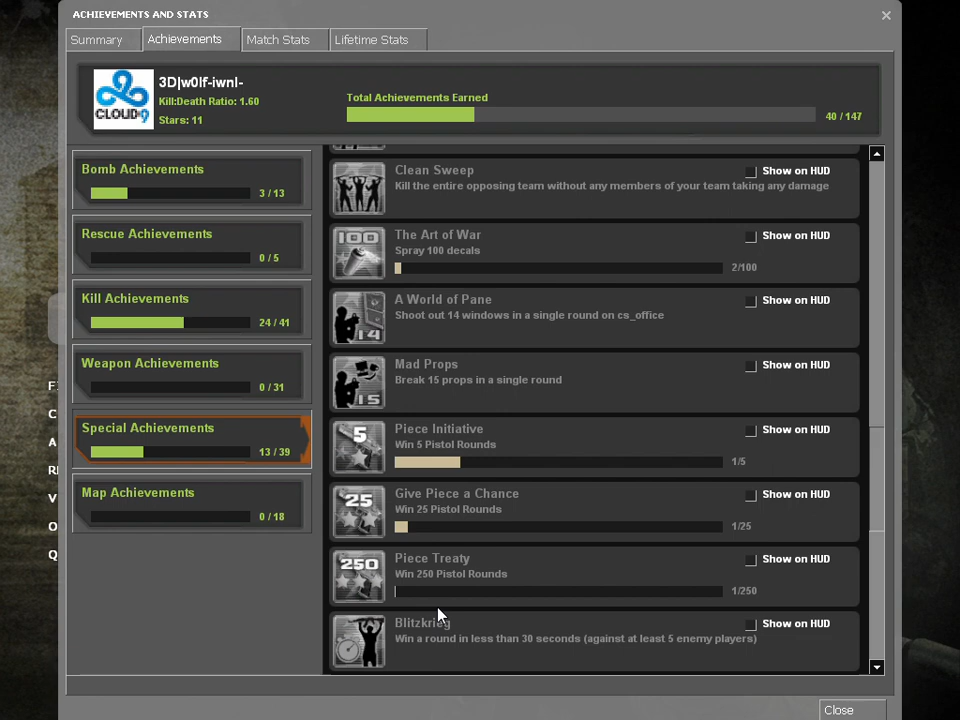 ACHIEVEMENTS AND STATS
Summary
Achievements
Match Stats
Lifetime Stats
CLOUD9
3D|w0lf-iwnl-
Kill:Death Ratio: 1.60
Stars: 11
Total Achievements Earned
40 / 147
Bomb Achievements
3 / 13
Rescue Achievements
0 / 5
Kill Achievements
24 / 41
Weapon Achievements
0 / 31
Special Achievements
13 / 39
Map Achievements
0 / 18
Clean Sweep
Show on HUD
Kill the entire opposing team without any members of your team taking any damage
100
The Art of War
Show on HUD
Spray 100 decals
2/100
14
A World of Pane
Show on HUD
Shoot out 14 windows in a single round on cs_office
15
Mad Props
Show on HUD
Break 15 props in a single round
5
Piece Initiative
Show on HUD
Win 5 Pistol Rounds
1/5
25
Give Piece a Chance
Show on HUD
Win 25 Pistol Rounds
1/25
250
Piece Treaty
Show on HUD
Win 250 Pistol Rounds
1/250
Blitzkrieg
Show on HUD
Win a round in less than 30 seconds (against at least 5 enemy players)
F
C
A
R
V
O
Q
Close